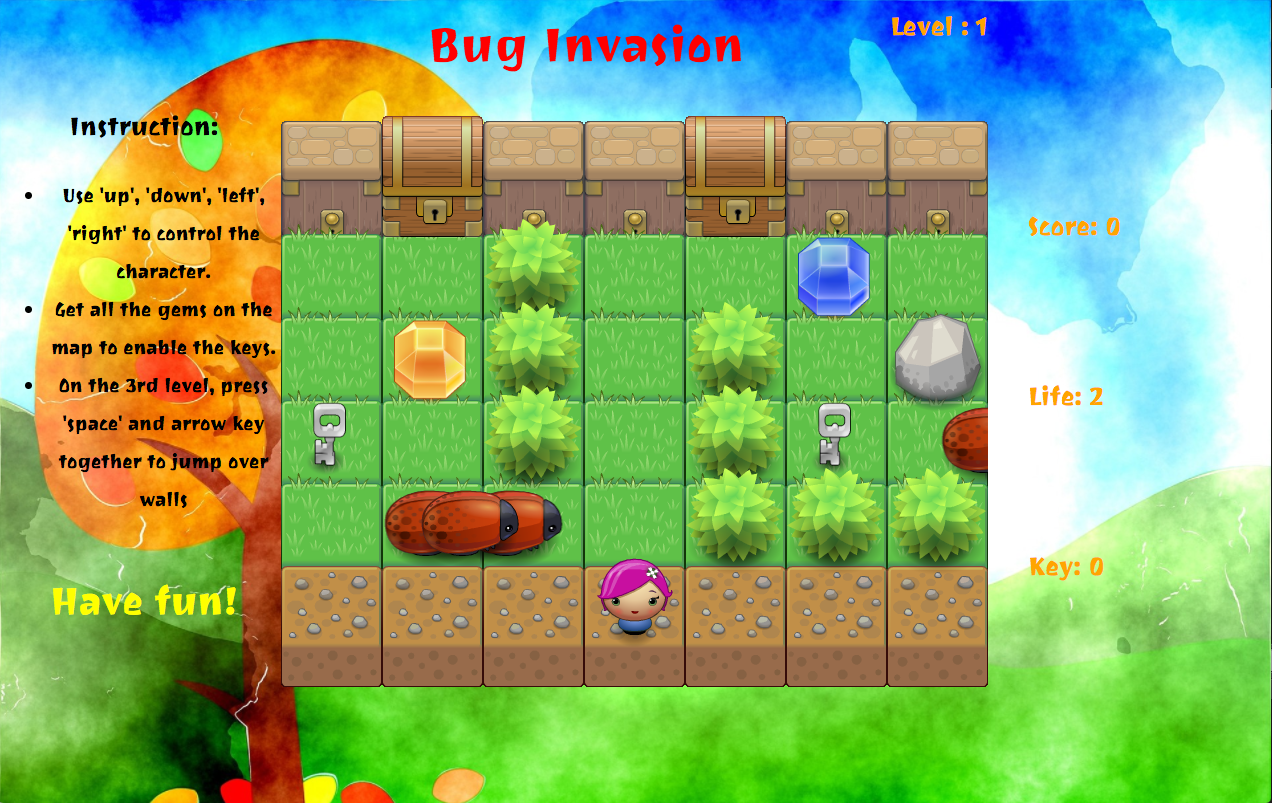 Bug Invasion
Level : 1
Instruction:
• Use 'up', 'down', 'left',
'right' to control the
character.
• Get all the gems on the
map to enable the keys.
• On the 3rd level, press
'space' and arrow key
together to jump over
walls
Have fun!
Score: 0
Life: 2
Key: 0